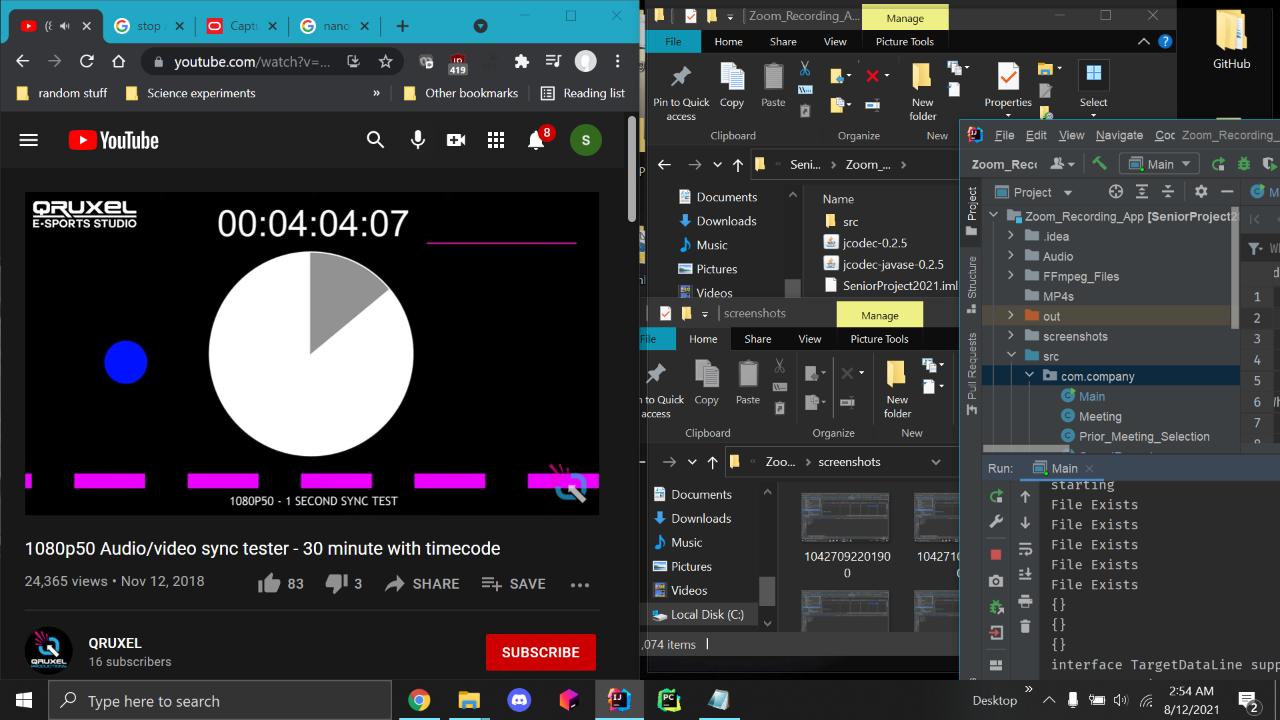 stop
Captu
nano
youtube.com/watch?v=...
419
random stuff
Science experiments
»
Other bookmarks
Reading list
YouTube
8
S
QRUXEL
E-SPORTS STUDIO
00:04:04:07
1080P50 - 1 SECOND SYNC TEST
1080p50 Audio/video sync tester - 30 minute with timecode
24,365 views • Nov 12, 2018
83
3
SHARE
SAVE
QRUXEL
PRODUCTIONS
QRUXEL
16 subscribers
SUBSCRIBE
Zoom_Recording_A...
Manage
File
Home
Share
View
Picture Tools
Pin to Quick access
Copy
Paste
New folder
Properties
Select
Clipboard
Organize
New
Seni...
Zoom_...
Documents
Downloads
Music
Pictures
Videos
Name
src
jcodec-0.2.5
jcodec-javase-0.2.5
SeniorProject2021.iml
screenshots
Manage
File
Home
Share
View
Picture Tools
to Quick
access
Copy
Paste
New
folder
Clipboard
Organize
New
Zoo...
screenshots
Documents
Downloads
Music
Pictures
Videos
Local Disk (C:)
1042709220190
0
104271
,074 items
GitHub
File
Edit
View
Navigate
Coc
Zoom_Recording
Zoom_Rec
Main
Project
Project
Structure
Pull Requests
Zoom_Recording_App [SeniorProject2
.idea
Audio
FFmpeg_Files
MP4s
out
screenshots
src
com.company
Main
Meeting
Prior_Meeting_Selection
1
2
3
4
5
6
7
Run:
Main
starting
File Exists
File Exists
File Exists
File Exists
File Exists
{}
{}
{}
interface TargetDataLine supp
Type here to search
Desktop
»
2:54 AM
8/12/2021
2